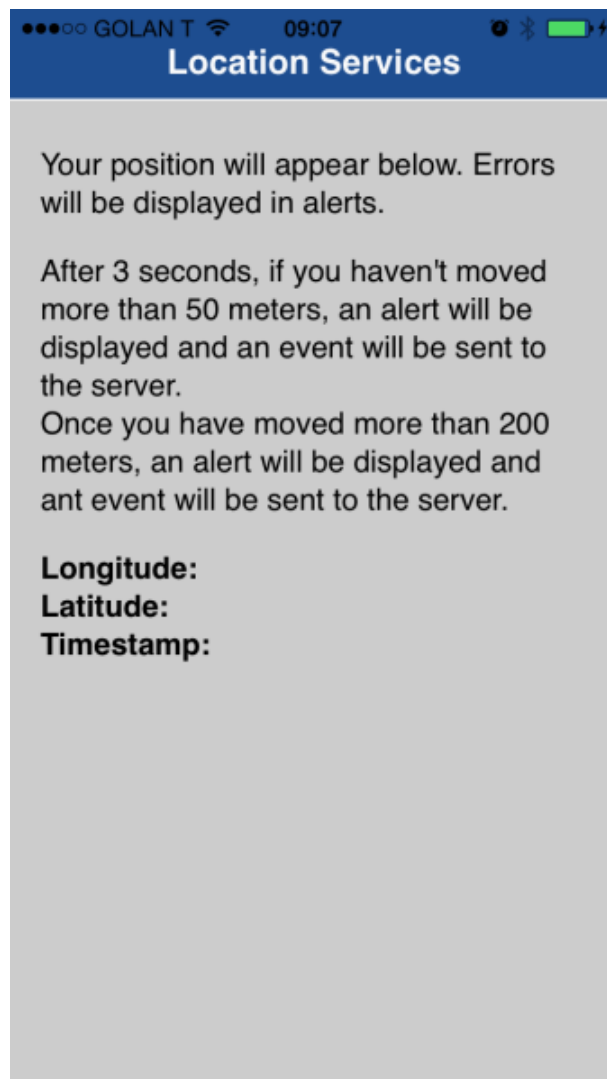 GOLAN T 09:07
Location Services
Your position will appear below. Errors
will be displayed in alerts.
After 3 seconds, if you haven't moved
more than 50 meters, an alert will be
displayed and an event will be sent to
the server.
Once you have moved more than 200
meters, an alert will be displayed and
ant event will be sent to the server.
Longitude:
Latitude:
Timestamp: